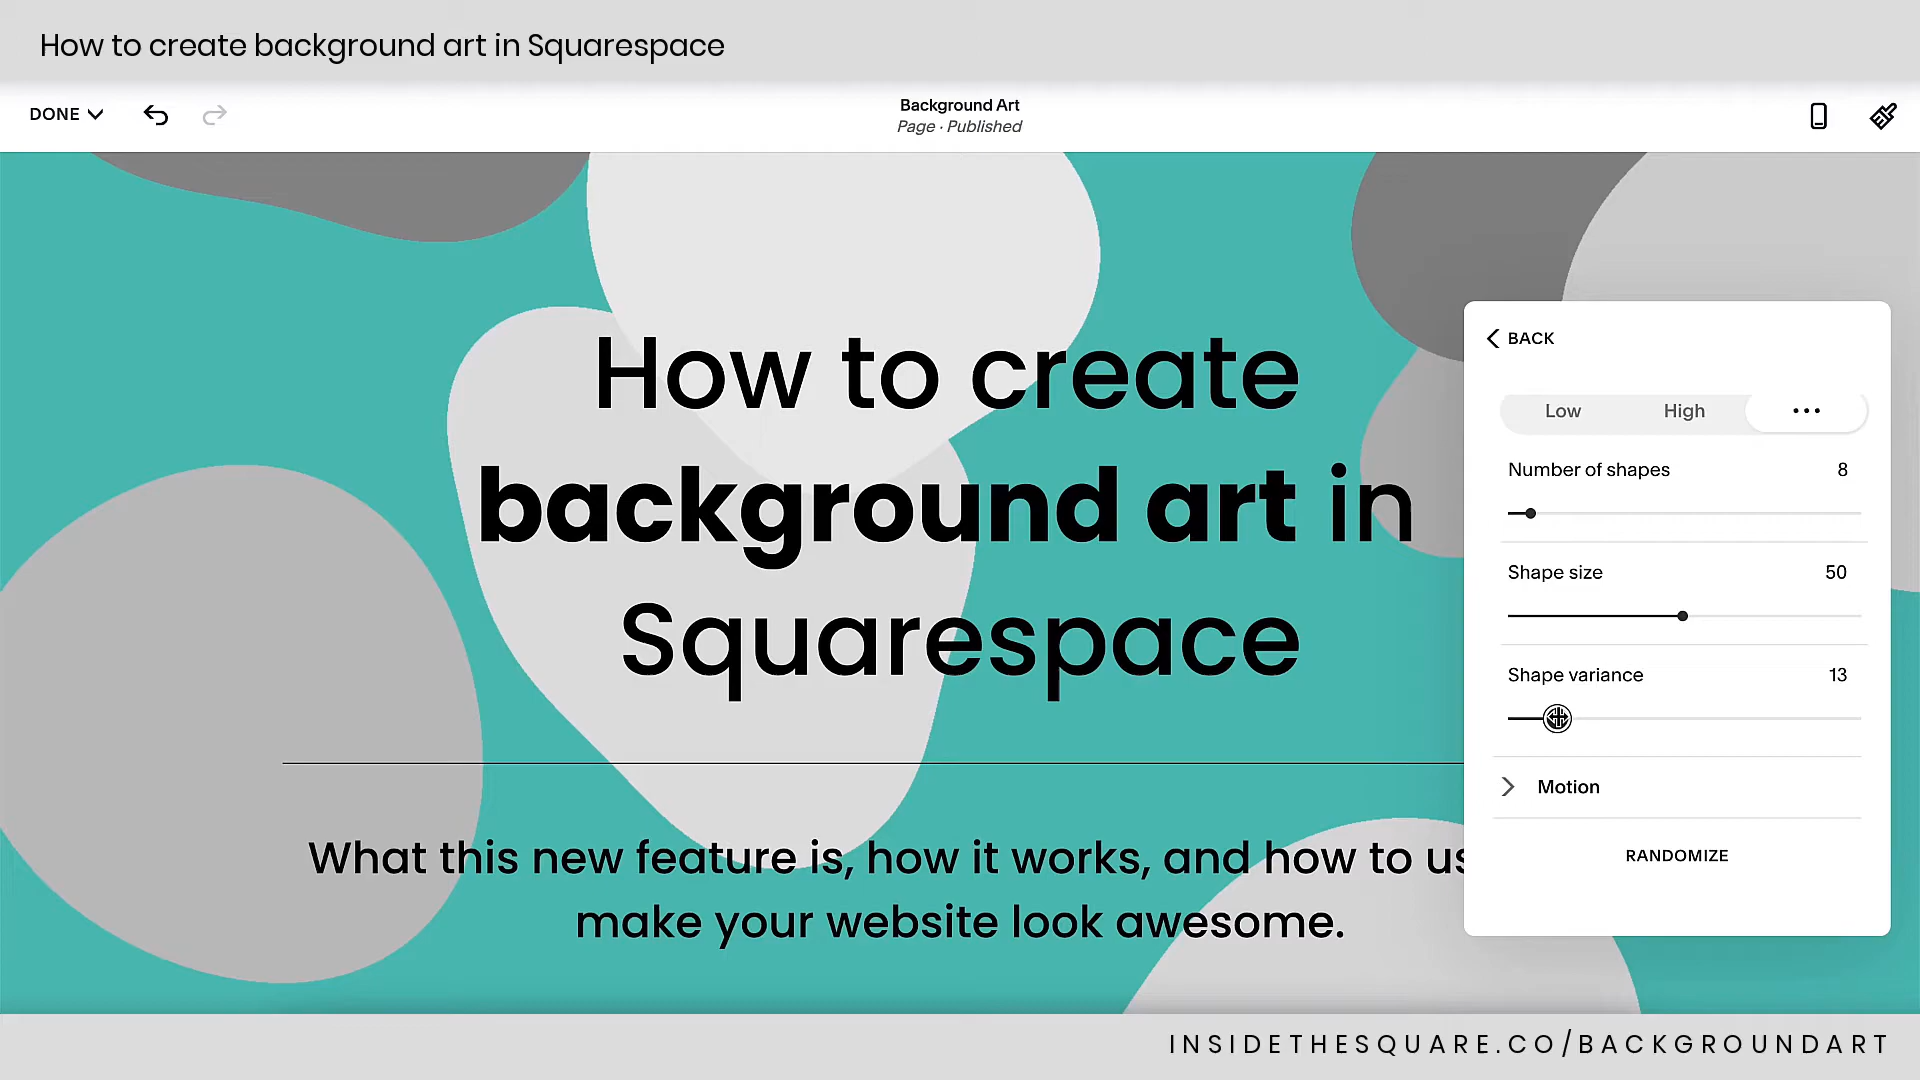 How to create background art in Squarespace
DONE
Background Art
Page · Published
How to create
background art in
Squarespace
What this new feature is, how it works, and how to us
make your website look awesome.
BACK
Low High ...
Number of shapes 8
Shape size 50
Shape variance 13
Motion
RANDOMIZE
INSIDETHESQUARE.CO/BACKGROUNDART